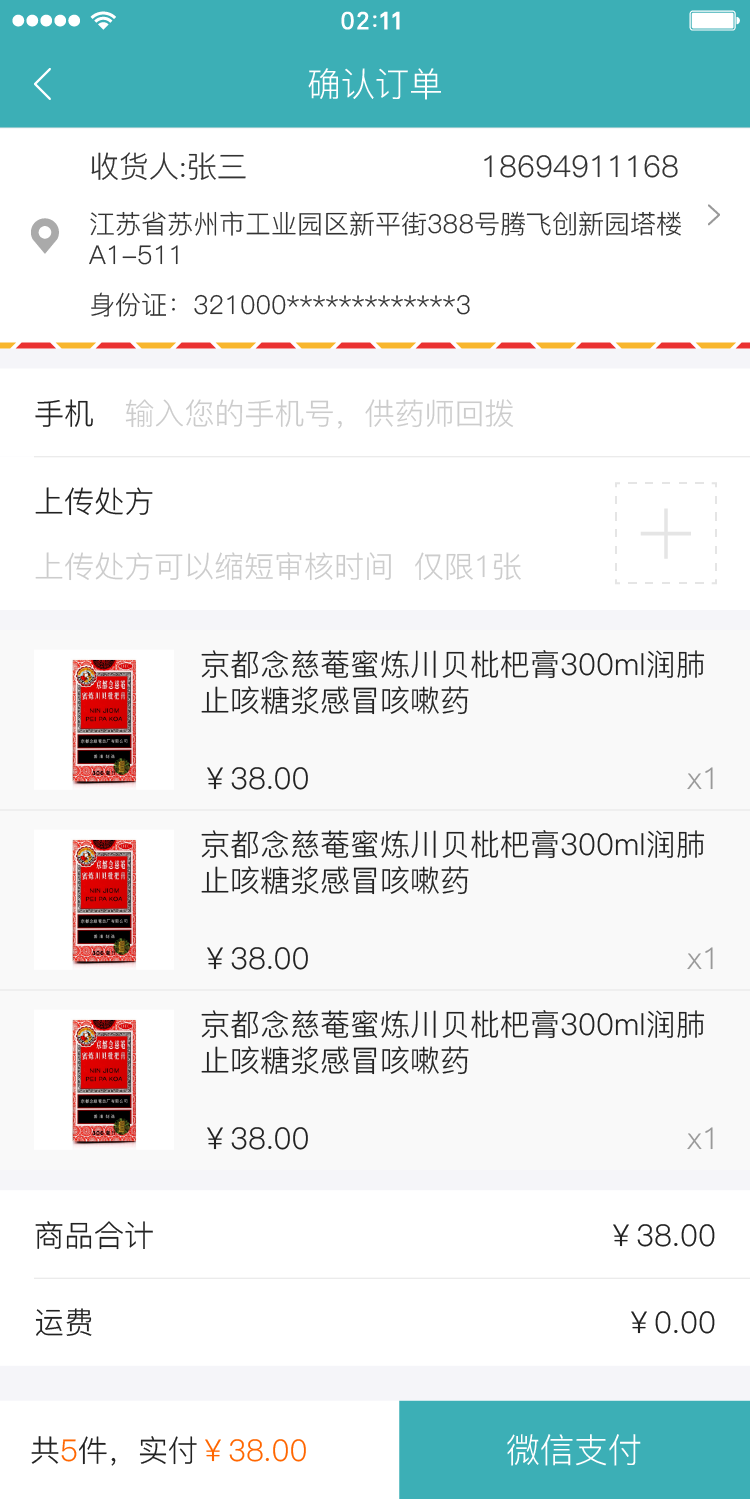 02:11
确认订单
收货人:张三 18694911168
江苏省苏州市工业园区新平街388号腾飞创新园塔楼
A1-511
身份证：321000*************3
手机 输入您的手机号，供药师回拨
上传处方
上传处方可以缩短审核时间 仅限1张
京都念慈菴蜜炼川贝枇杷膏300ml润肺
止咳糖浆感冒咳嗽药
¥38.00 x1
京都念慈菴蜜炼川贝枇杷膏300ml润肺
止咳糖浆感冒咳嗽药
¥38.00 x1
京都念慈菴蜜炼川贝枇杷膏300ml润肺
止咳糖浆感冒咳嗽药
¥38.00 x1
商品合计 ¥38.00
运费 ¥0.00
共5件，实付¥38.00 微信支付